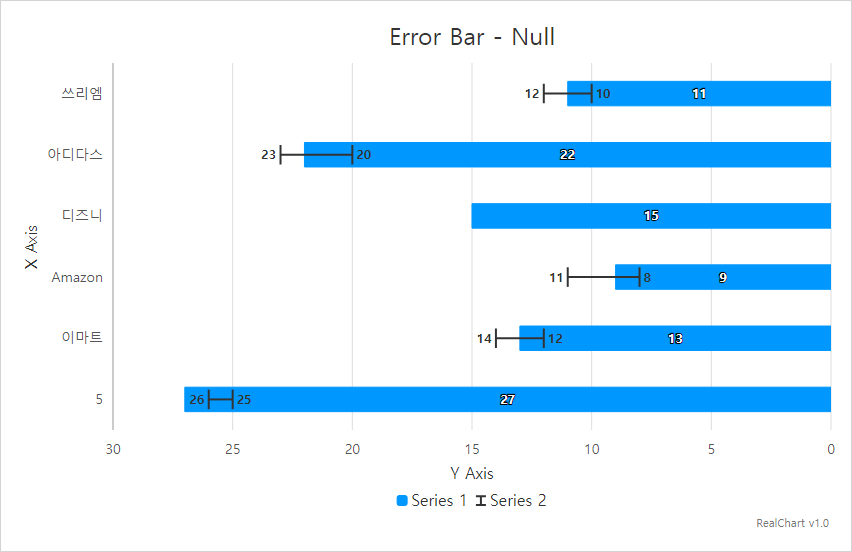 Error Bar - Null
쓰리엠
12 10 11
아디다스
23 20 22
디즈니
15
X Axis
Amazon
11 8 9
이마트
14 12 13
5
26 25 27
30 25 20 15 10 5 0
Y Axis
Series 1 Series 2
RealChart v1.0